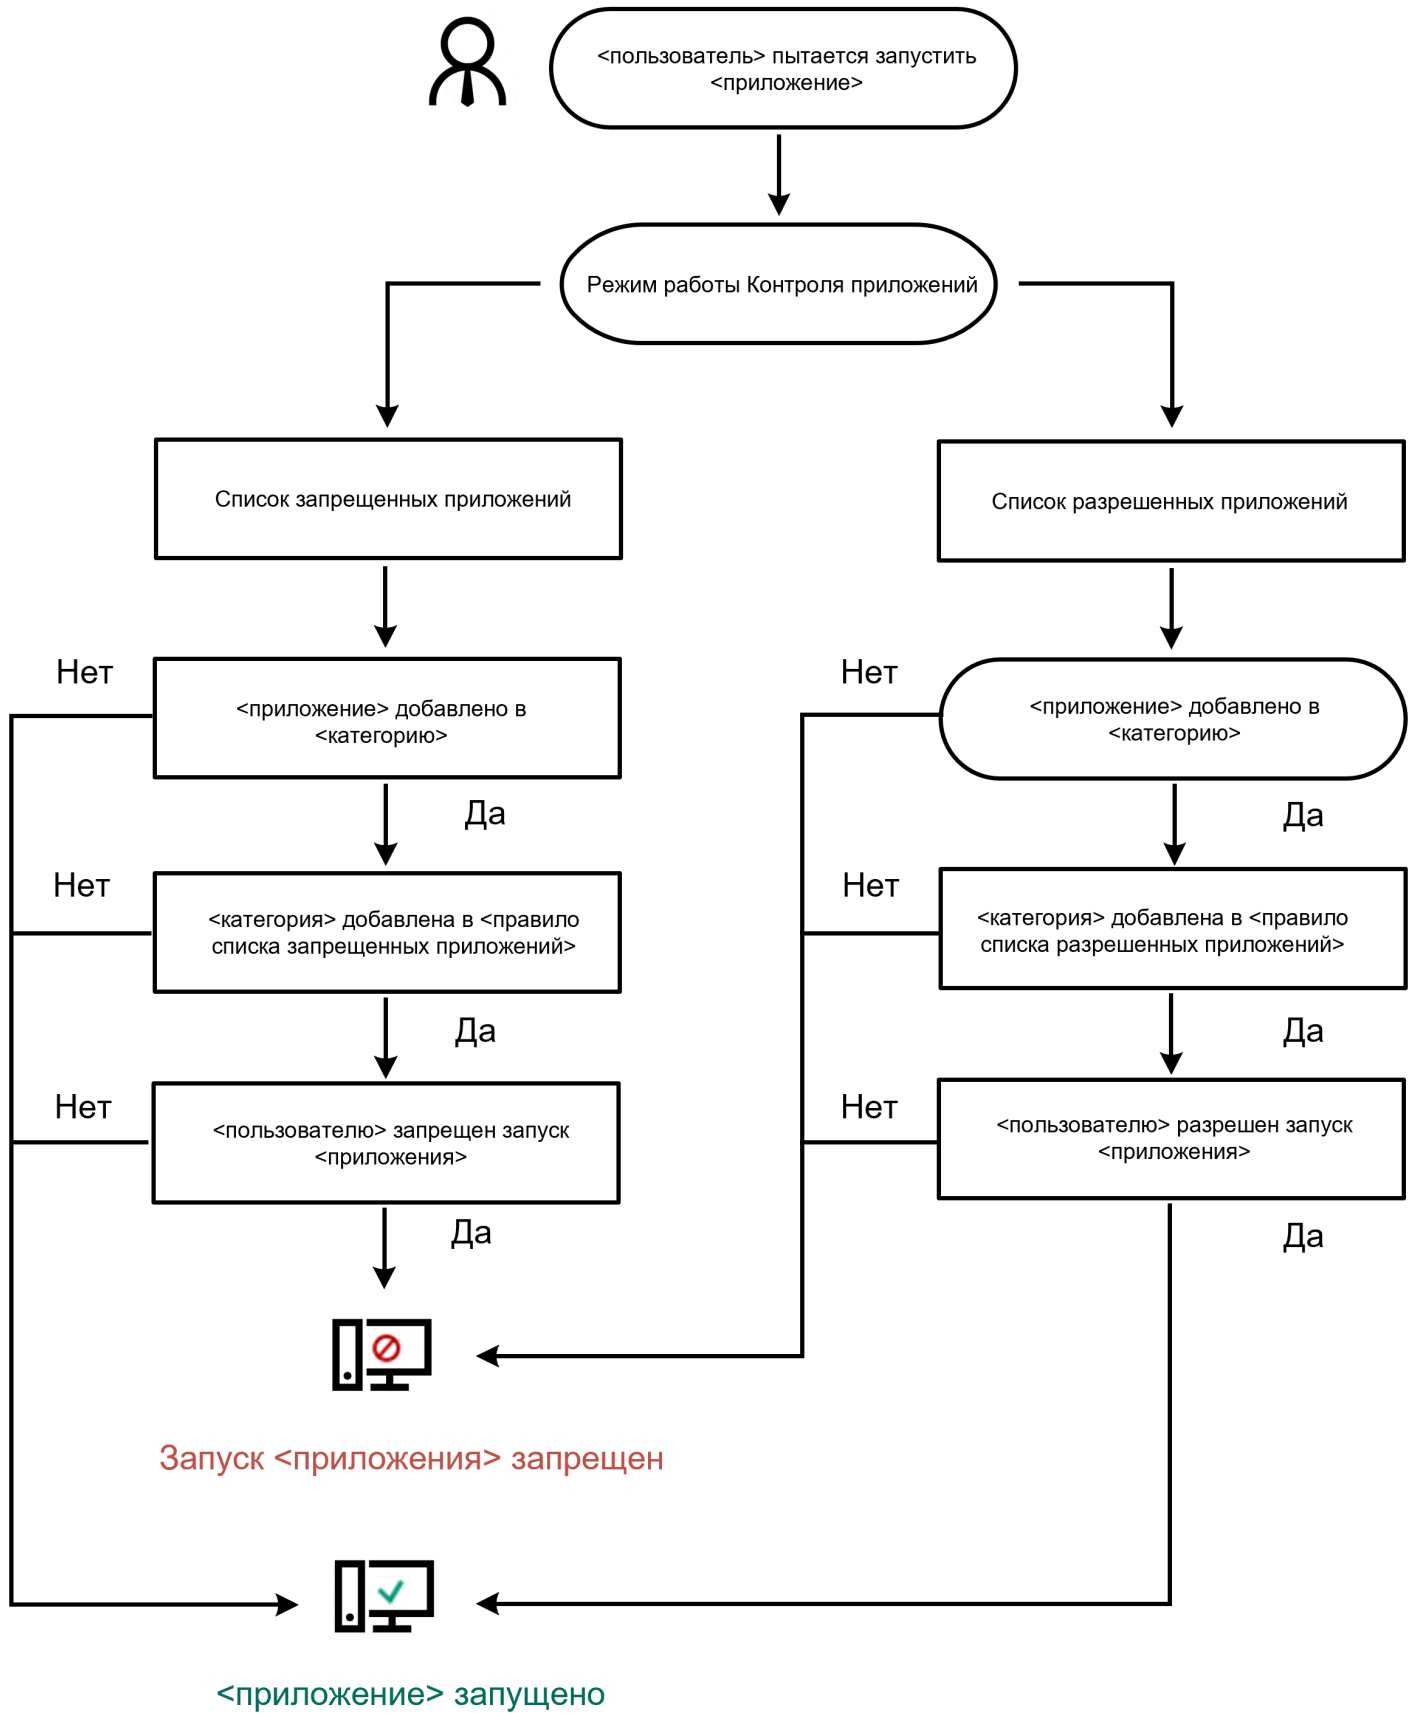 <пользователь> пытается запустить
<приложение>
Режим работы Контроля приложений
Список запрещенных приложений
Список разрешенных приложений
Нет
<приложение> добавлено в
<категорию>
Нет
<приложение> добавлено в
<категорию>
Да
Да
Нет
<категория> добавлена в <правило
списка запрещенных приложений>
Нет
<категория> добавлена в <правило
списка разрешенных приложений>
Да
Да
Нет
<пользователю> запрещен запуск
<приложения>
Нет
<пользователю> разрешен запуск
<приложения>
Да
Да
Запуск <приложения> запрещен
<приложение> запущено